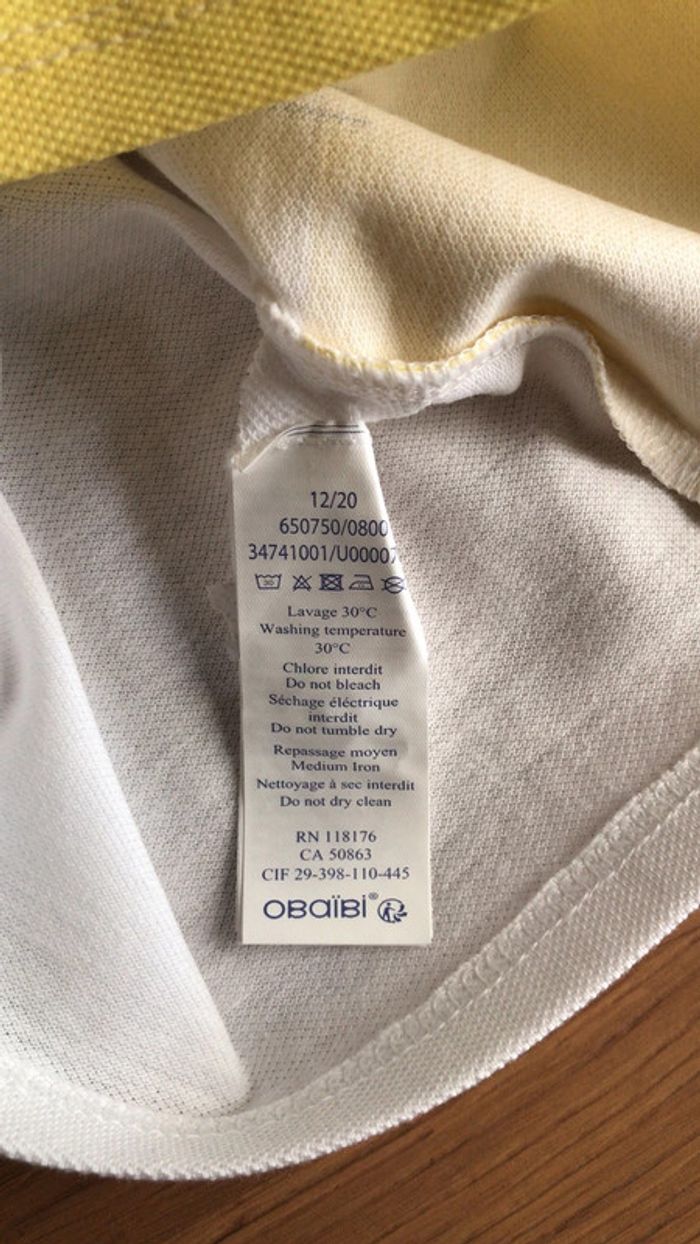 12/20
650750/0800
34741001/U00007
Lavage 30°C
Washing temperature
30°C
Chlore interdit
Do not bleach
Séchage éléctrique
interdit
Do not tumble dry
Repassage moyen
Medium Iron
Nettoyage à sec interdit
Do not dry clean
RN 118176
CA 50863
CIF 29-398-110-445
OBAÏBI®